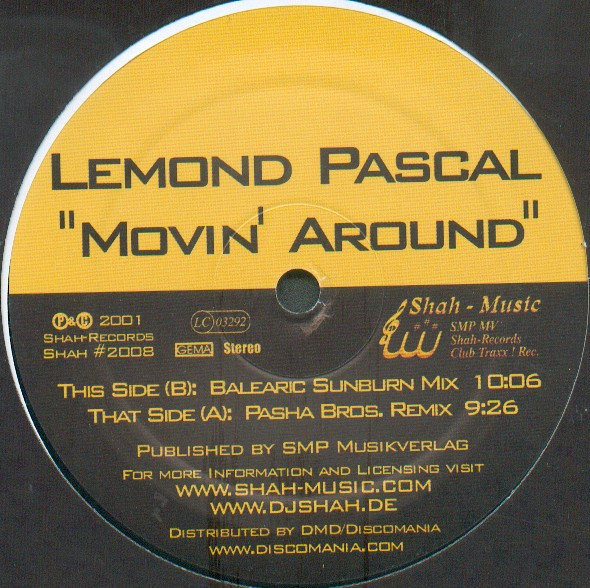 LEMOND PASCAL
"MOVIN' AROUND"
℗&© 2001
SHAH-RECORDS
SHAH #2008
LC 03292
GEMA Stereo
Shah - Music
SMP MV
Shah-Records
Club Traxx ! Rec.
THIS SIDE (B): BALEARIC SUNBURN MIX 10:06
THAT SIDE (A): PASHA BROS. REMIX 9:26
PUBLISHED BY SMP MUSIKVERLAG
FOR MORE INFORMATION AND LICENSING VISIT
WWW.SHAH-MUSIC.COM
WWW.DJSHAH.DE
DISTRIBUTED BY DMD/DISCOMANIA
WWW.DISCOMANIA.COM